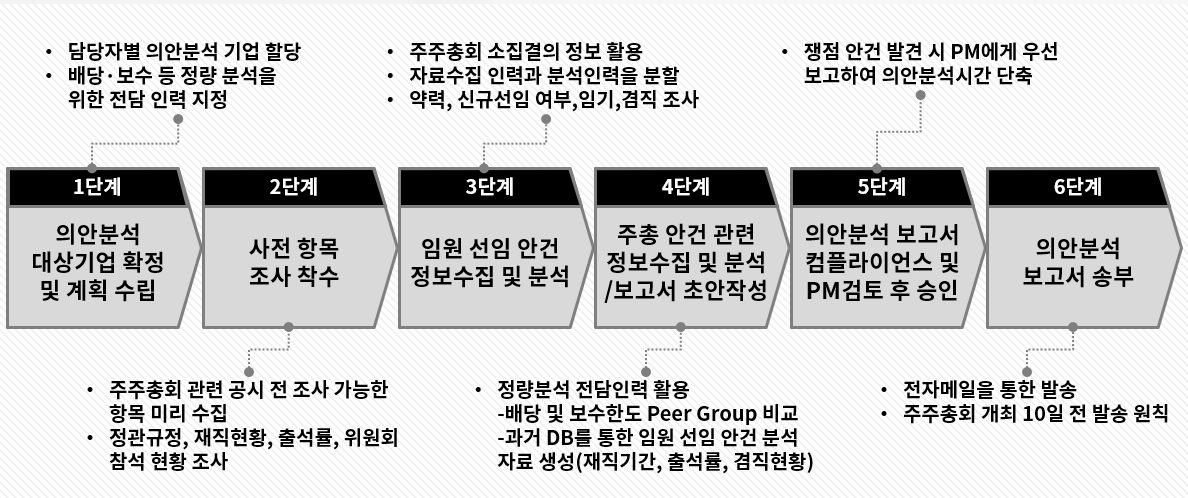 • 담당자별 의안분석 기업 할당
• 배당·보수 등 정량 분석을
위한 전담 인력 지정
• 주주총회 소집결의 정보 활용
• 자료수집 인력과 분석인력을 분할
• 약력, 신규선임 여부,임기,겸직 조사
• 쟁점 안건 발견 시 PM에게 우선
보고하여 의안분석시간 단축
1단계
의안분석
대상기업 확정
및 계획 수립
2단계
사전 항목
조사 착수
3단계
임원 선임 안건
정보수집 및 분석
4단계
주총 안건 관련
정보수집 및 분석
/보고서 초안작성
5단계
의안분석 보고서
컴플라이언스 및
PM검토 후 승인
6단계
의안분석
보고서 송부
• 주주총회 관련 공시 전 조사 가능한
항목 미리 수집
• 정관규정, 재직현황, 출석률, 위원회
참석 현황 조사
• 정량분석 전담인력 활용
-배당 및 보수한도 Peer Group 비교
-과거 DB를 통한 임원 선임 안건 분석
자료 생성(재직기간, 출석률, 겸직현황)
• 전자메일을 통한 발송
• 주주총회 개최 10일 전 발송 원칙